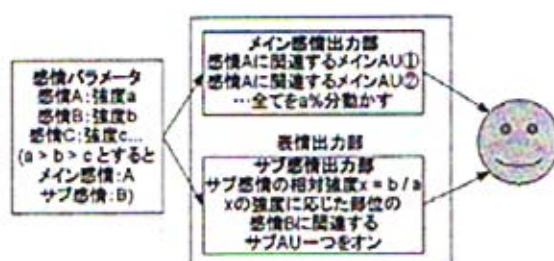 感情パラメータ
感情A:強度a
感情B:強度b
感情C:強度c...
(a > b > c とすると
メイン感情:A
サブ感情:B)
メイン感情出力部
感情Aに関連するメインAU①
感情Aに関連するメインAU②
…全てをa%分動かす
表情出力部
サブ感情出力部
サブ感情の相対強度x = b / a
xの強度に応じた部位の
感情Bに関連する
サブAU一つをオン